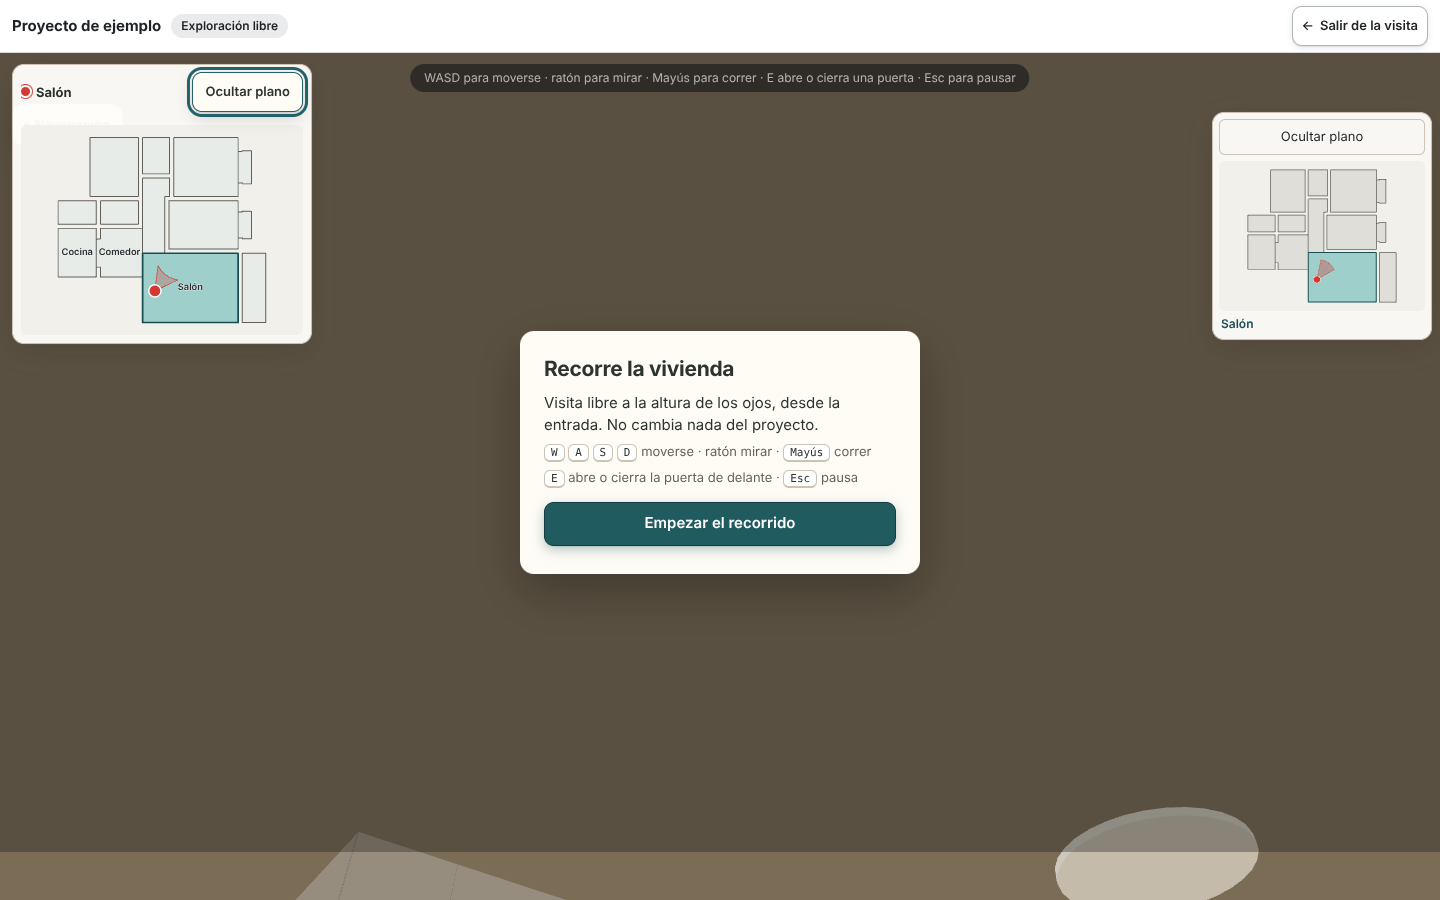 Proyecto de ejemplo
Exploración libre
← Salir de la visita
WASD para moverse · ratón para mirar · Mayús para correr · E abre o cierra una puerta · Esc para pausar
Salón
Ocultar plano
Cocina
Comedor
Salón
Ocultar plano
Salón
Recorre la vivienda
Visita libre a la altura de los ojos, desde la
entrada. No cambia nada del proyecto.
W A S D moverse · ratón mirar · Mayús correr
E abre o cierra la puerta de delante · Esc pausa
Empezar el recorrido